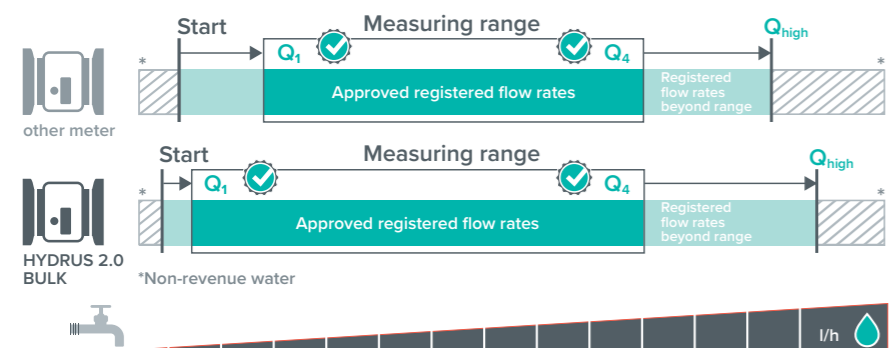 Start
Measuring range
Qhigh
Q1
Q4
*
*
Approved registered flow rates
Registered
flow rates
beyond range
other meter
Start
Measuring range
Qhigh
Q1
Q4
*
*
Approved registered flow rates
Registered
flow rates
beyond range
HYDRUS 2.0
BULK
*Non-revenue water
l/h